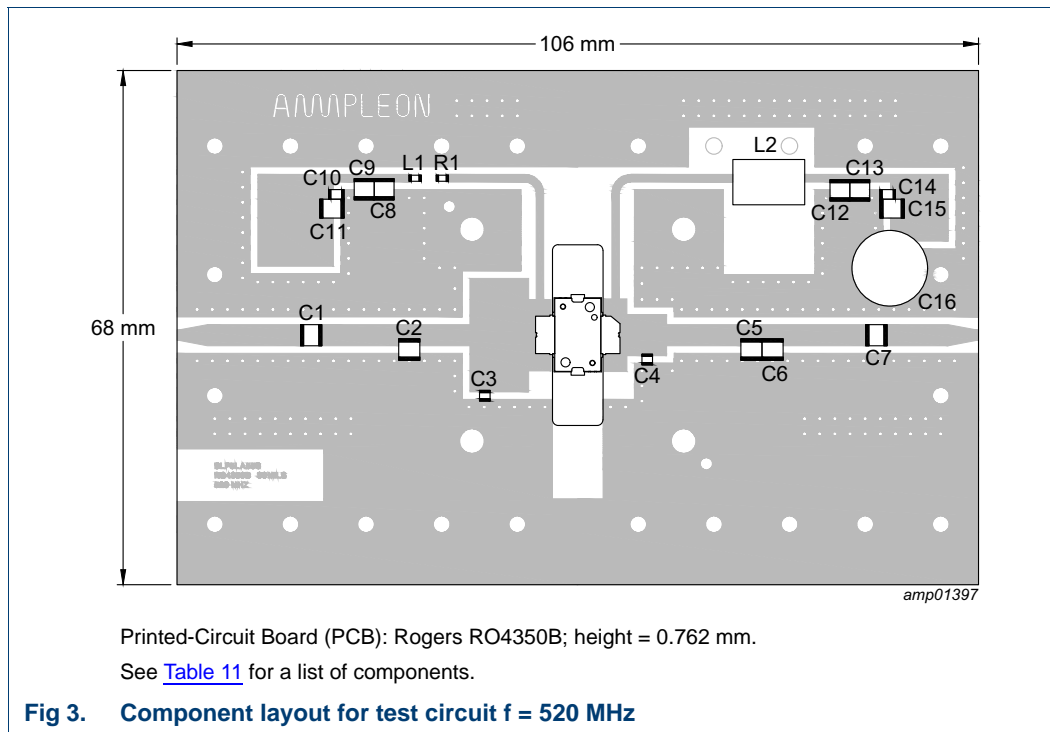 106 mm
AMPLEON
L2
C9
L1
R1
C13
C10
C14
C8
C12
C15
C11
C16
C1
68 mm
C2
C5
C7
C6
C4
C3
amp01397
Printed-Circuit Board (PCB): Rogers RO4350B; height = 0.762 mm.
See Table 11 for a list of components.
Fig 3. Component layout for test circuit f = 520 MHz